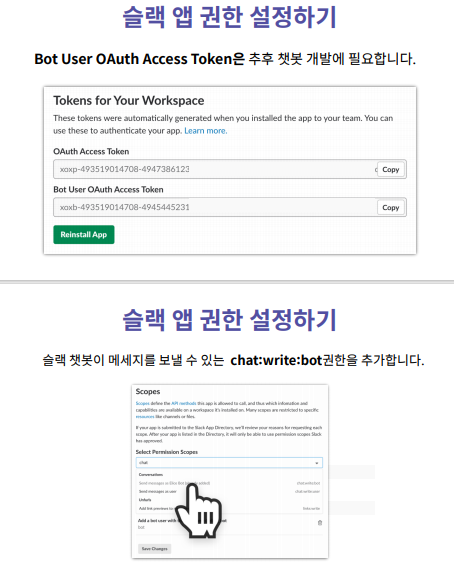 슬랙 앱 권한 설정하기
Bot User OAuth Access Token은 추후 챗봇 개발에 필요합니다.
Tokens for Your Workspace
These tokens were automatically generated when you installed the app to your team. You can
use these to authenticate your app. Learn more.
OAuth Access Token
xoxp-493519014708-4947386123
Copy
Bot User OAuth Access Token
xoxb-493519014708-4945445231
Copy
Reinstall App
슬랙 앱 권한 설정하기
슬랙 챗봇이 메세지를 보낼 수 있는 chat:write:bot권한을 추가합니다.
Scopes
Scopes define the API methods this app is allowed to call, and thus which infomation and
capabilities are available on a workspace it's installed on. Many scopes are restricted to specific
resources like channels or files.
If your app is submitted to the Slack App Directory, we'll review your reasons for requesting each
scope. After your app is listed in the Directory, it will only be able to use permission scopes Slack
has approved.
Select Permission Scopes
chat
Conversations
Send messages as chat:write:bot
Send messages as user chat:write:user
Add link previews to links:write
Add a bot user with
bot
Save Changes